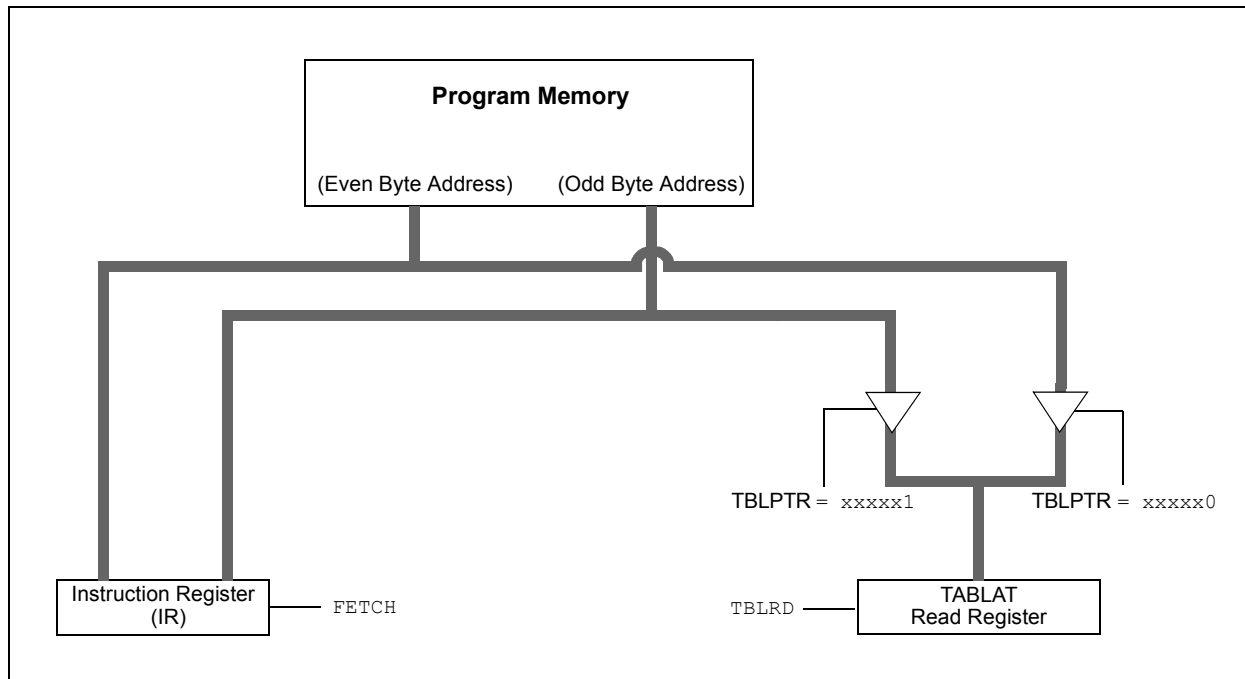 Program Memory
(Even Byte Address) (Odd Byte Address)
TBLPTR = xxxxx1 TBLPTR = xxxxx0
Instruction Register
(IR)
FETCH
TBLRD
TABLAT
Read Register